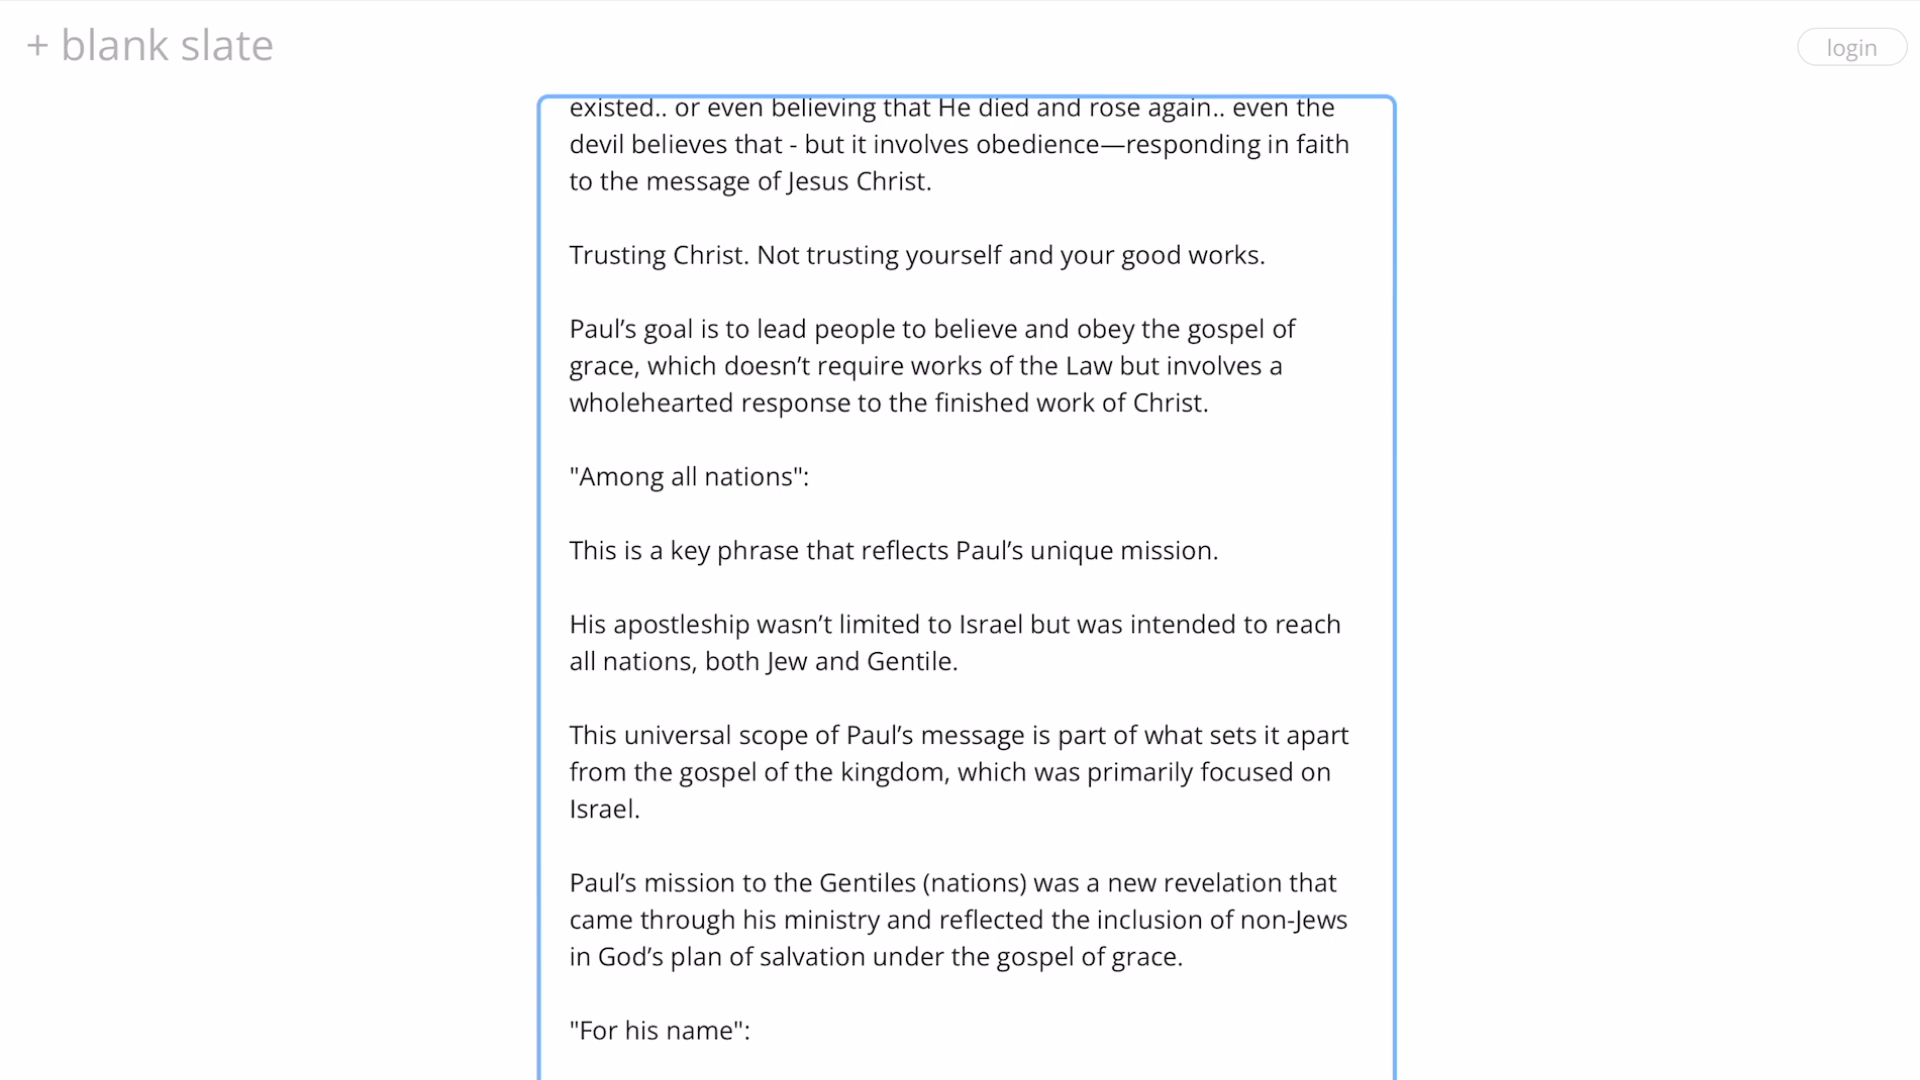 + blank slate
login
existed.. or even believing that He died and rose again.. even the
devil believes that - but it involves obedience—responding in faith
to the message of Jesus Christ.
Trusting Christ. Not trusting yourself and your good works.
Paul’s goal is to lead people to believe and obey the gospel of
grace, which doesn’t require works of the Law but involves a
wholehearted response to the finished work of Christ.
"Among all nations":
This is a key phrase that reflects Paul’s unique mission.
His apostleship wasn’t limited to Israel but was intended to reach
all nations, both Jew and Gentile.
This universal scope of Paul’s message is part of what sets it apart
from the gospel of the kingdom, which was primarily focused on
Israel.
Paul’s mission to the Gentiles (nations) was a new revelation that
came through his ministry and reflected the inclusion of non-Jews
in God’s plan of salvation under the gospel of grace.
"For his name":